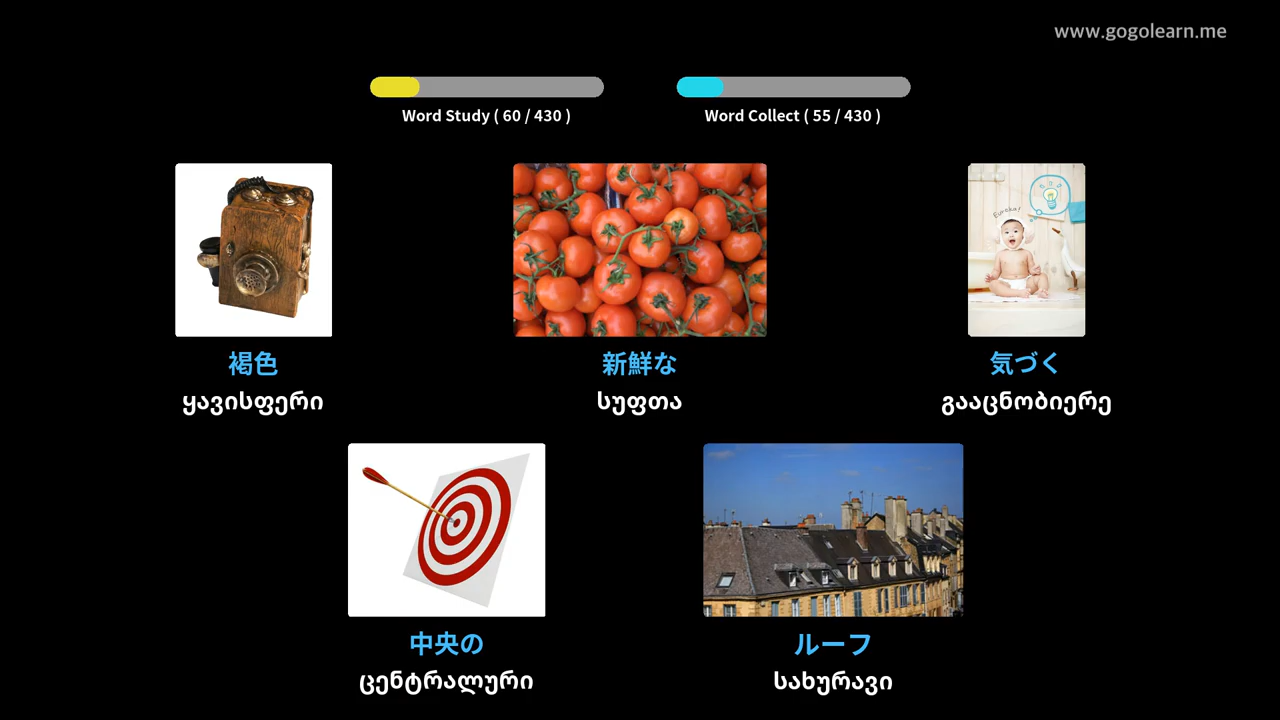 www.gogolearn.me
Word Study ( 60 / 430 )
Word Collect ( 55 / 430 )
Eureka!
褐色
新鮮な
気づく
ყავისფერი
სუფთა
გააცნობიერე
中央の
ルーフ
ცენტრალური
სახურავი